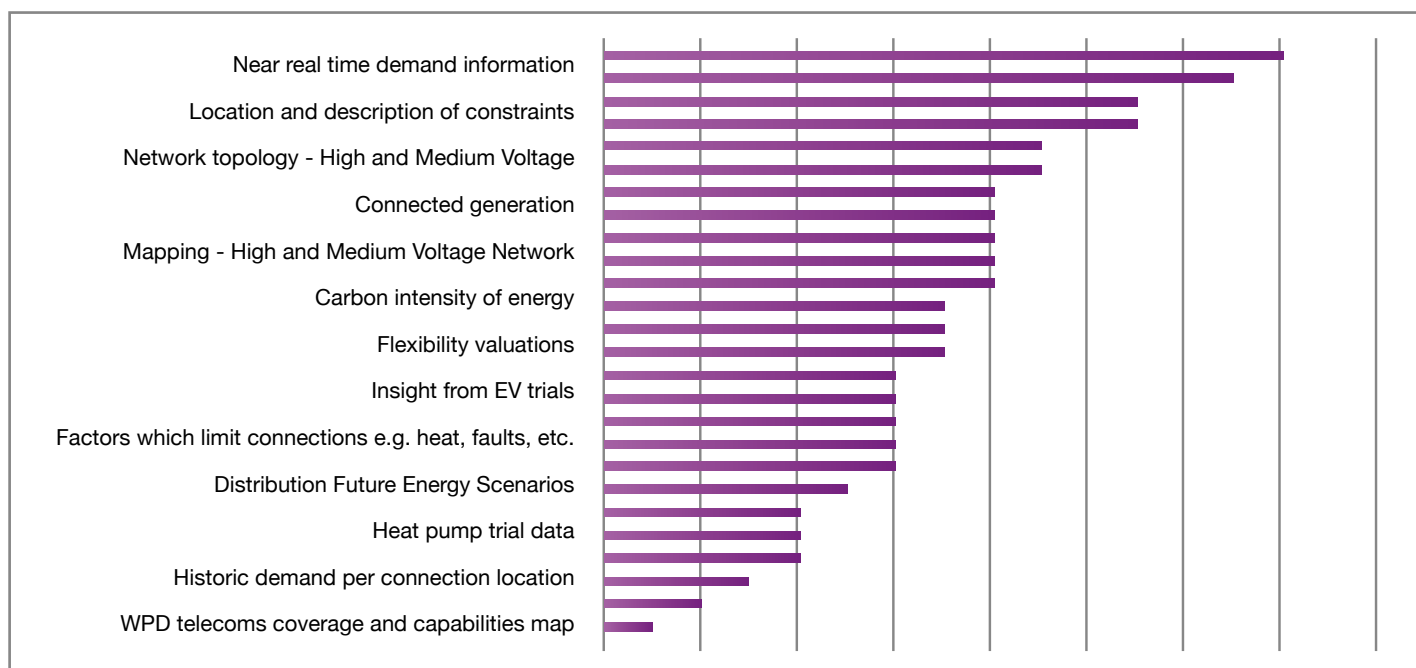 Near real time demand information
Location and description of constraints
Network topology - High and Medium Voltage
Connected generation
Mapping - High and Medium Voltage Network
Carbon intensity of energy
Flexibility valuations
Insight from EV trials
Factors which limit connections e.g. heat, faults, etc.
Distribution Future Energy Scenarios
Heat pump trial data
Historic demand per connection location
WPD telecoms coverage and capabilities map